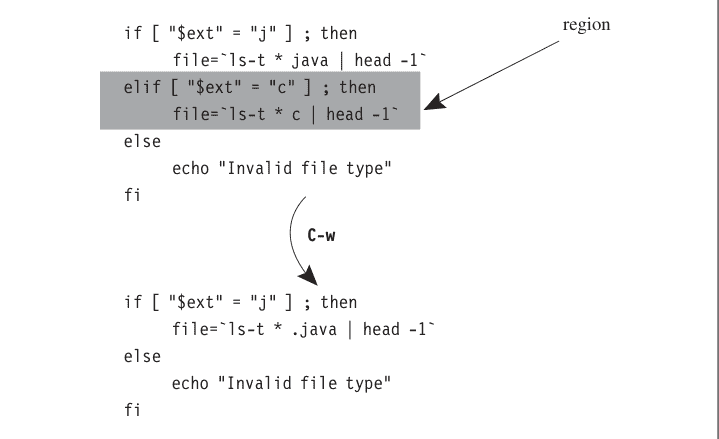 region
if [ "$ext" = "j" ] ; then
file=`ls-t * java | head -1`
elif [ "$ext" = "c" ] ; then
file=`ls-t * c | head -1`
else
echo "Invalid file type"
fi
C-w
if [ "$ext" = "j" ] ; then
file=`ls-t * .java | head -1`
else
echo "Invalid file type"
fi